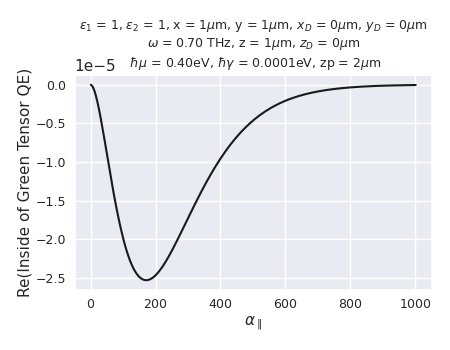 ε₁ = 1, ε₂ = 1, x = 1μm, y = 1μm, x_D = 0μm, y_D = 0μm
ω = 0.70 THz, z = 1μm, z_D = 0μm
1e−5 ħμ = 0.40eV, ħγ = 0.0001eV, zp = 2μm
Re(Inside of Green Tensor QE)
0.0
−0.5
−1.0
−1.5
−2.0
−2.5
0 200 400 600 800 1000
α∥